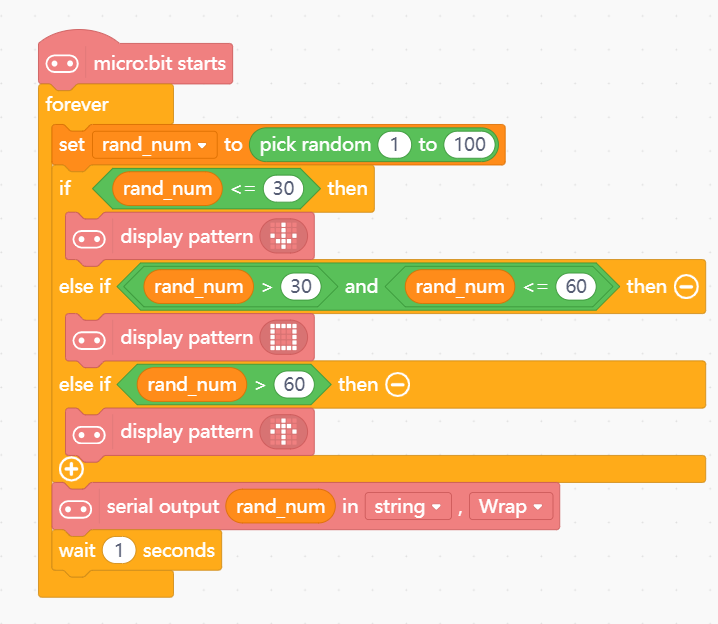 micro:bit starts
forever
set rand_num to pick random 1 to 100
if rand_num <= 30 then
display pattern
else if rand_num > 30 and rand_num <= 60 then
display pattern
else if rand_num > 60 then
display pattern
serial output rand_num in string , Wrap
wait 1 seconds